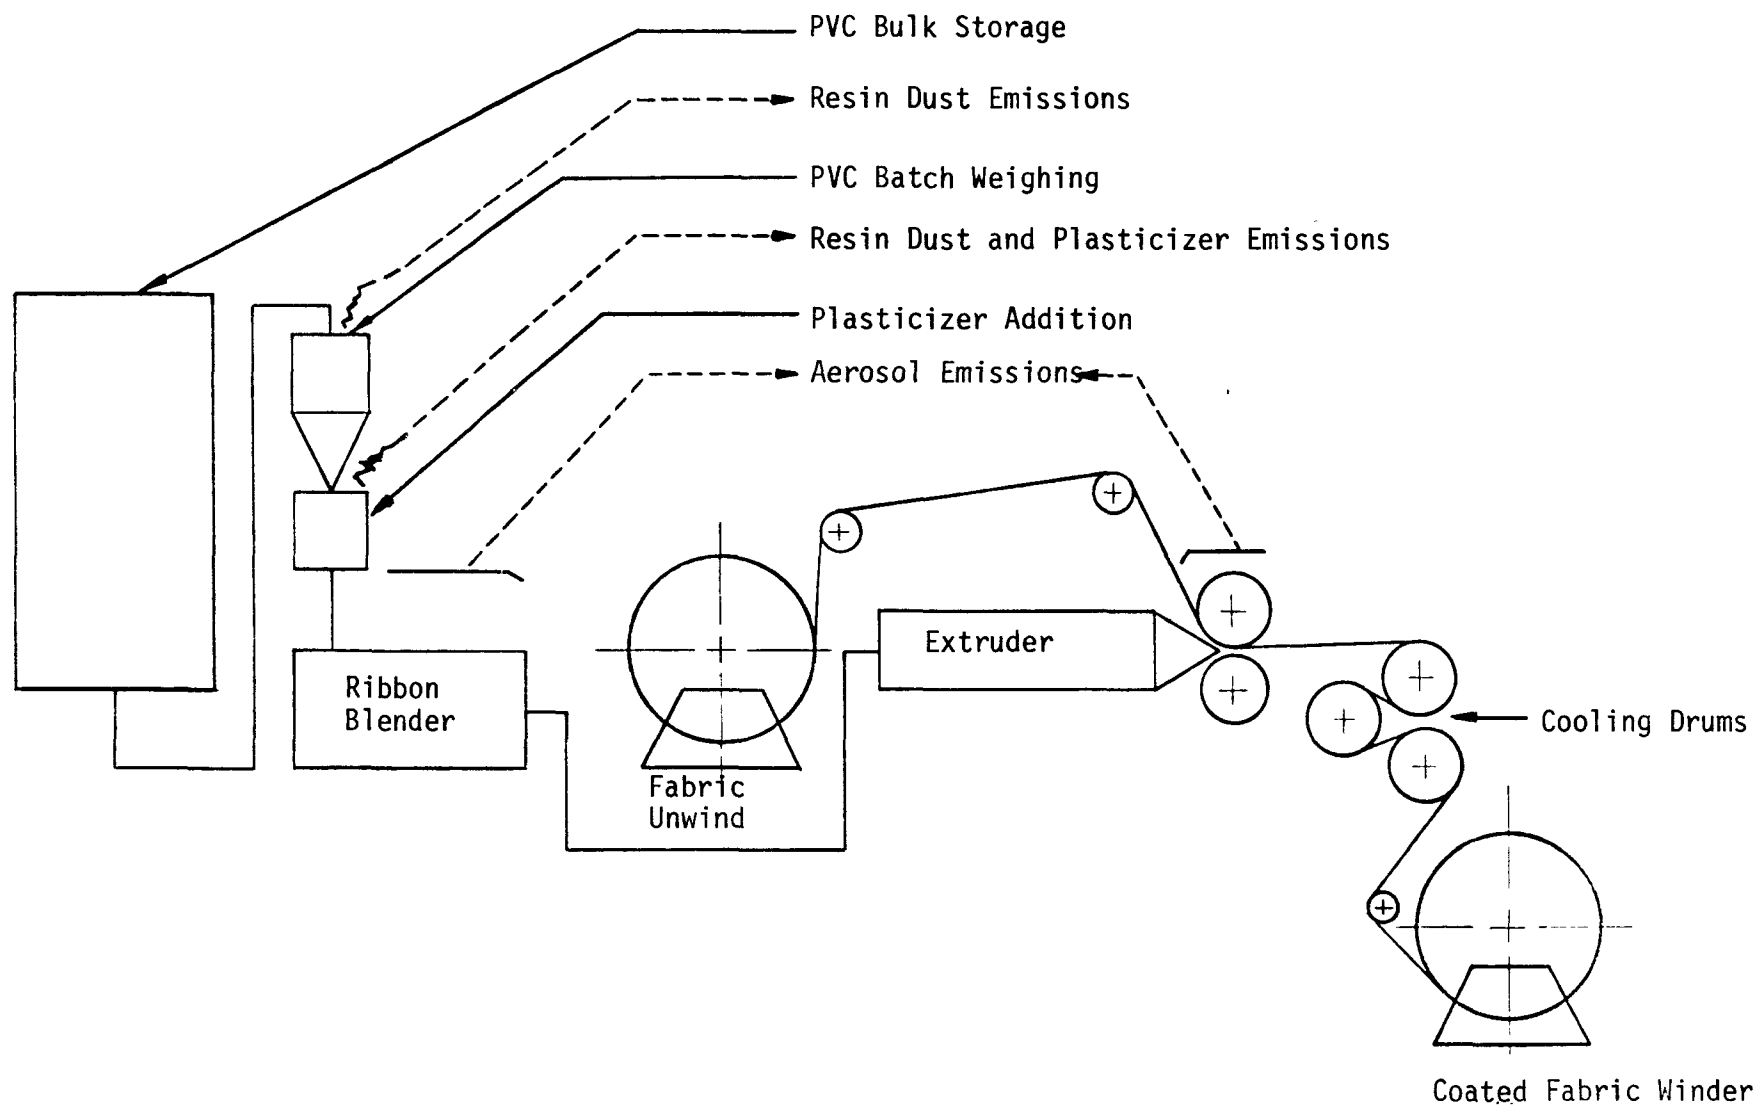 PVC Bulk Storage
Resin Dust Emissions
PVC Batch Weighing
Resin Dust and Plasticizer Emissions
Plasticizer Addition
Aerosol Emissions
Extruder
Ribbon
Blender
Cooling Drums
Fabric
Unwind
Coated Fabric Winder